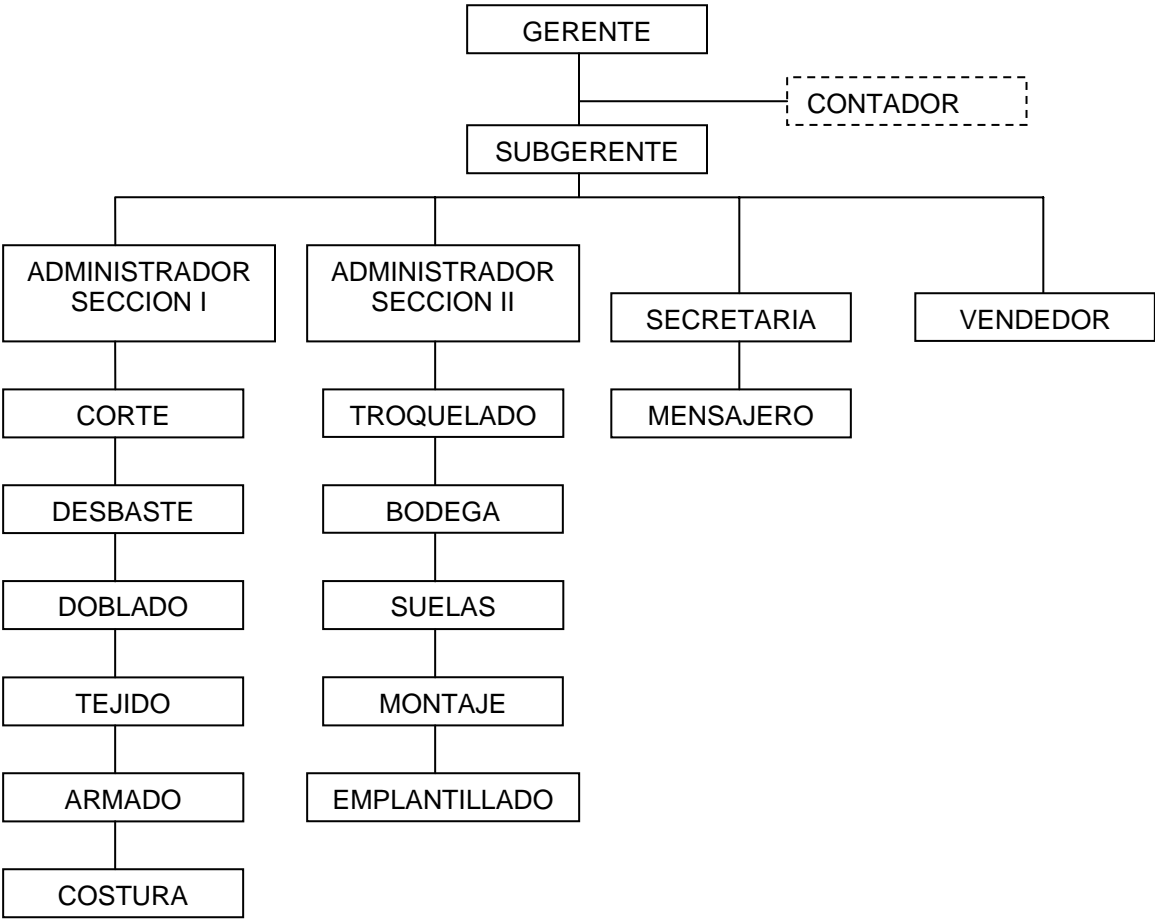 GERENTE
CONTADOR
SUBGERENTE
ADMINISTRADOR
SECCION I
ADMINISTRADOR
SECCION II
SECRETARIA
VENDEDOR
CORTE
TROQUELADO
MENSAJERO
DESBASTE
BODEGA
DOBLADO
SUELAS
TEJIDO
MONTAJE
ARMADO
EMPLANTILLADO
COSTURA